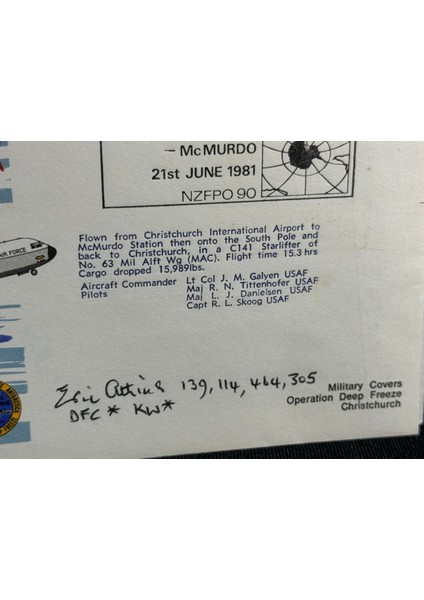 – McMURDO
21st JUNE 1981
NZFPO 90
AIR FORCE
Flown from Christchurch International Airport to
McMurdo Station then onto the South Pole and
back to Christchurch, in a C141 Starlifter of
No. 63 Mil Alft Wg (MAC). Flight time 15.3 hrs
Cargo dropped 15,989lbs.
Aircraft Commander Lt Col J. M. Galyen USAF
Pilots Maj R. N. Tittenhofer USAF
Maj L. J. Danielsen USAF
Capt R. L. Skoog USAF
Eric Atkins 139, 114, 464, 305
DFC* KW*
Military Covers
Operation Deep Freeze
Christchurch